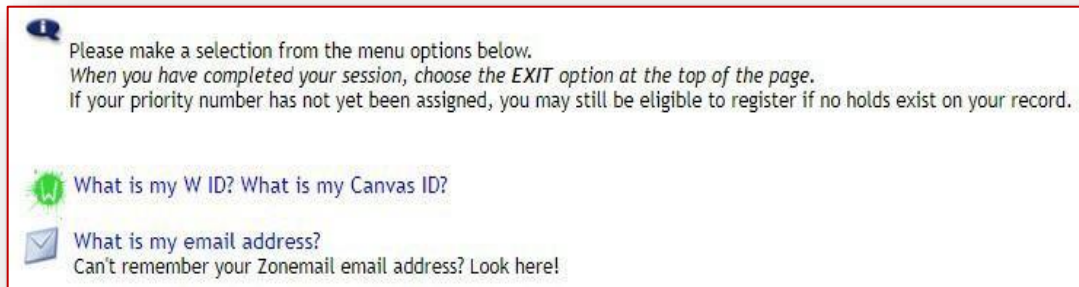 Please make a selection from the menu options below.
When you have completed your session, choose the EXIT option at the top of the page.
If your priority number has not yet been assigned, you may still be eligible to register if no holds exist on your record.
What is my W ID? What is my Canvas ID?
What is my email address?
Can't remember your Zonemail email address? Look here!